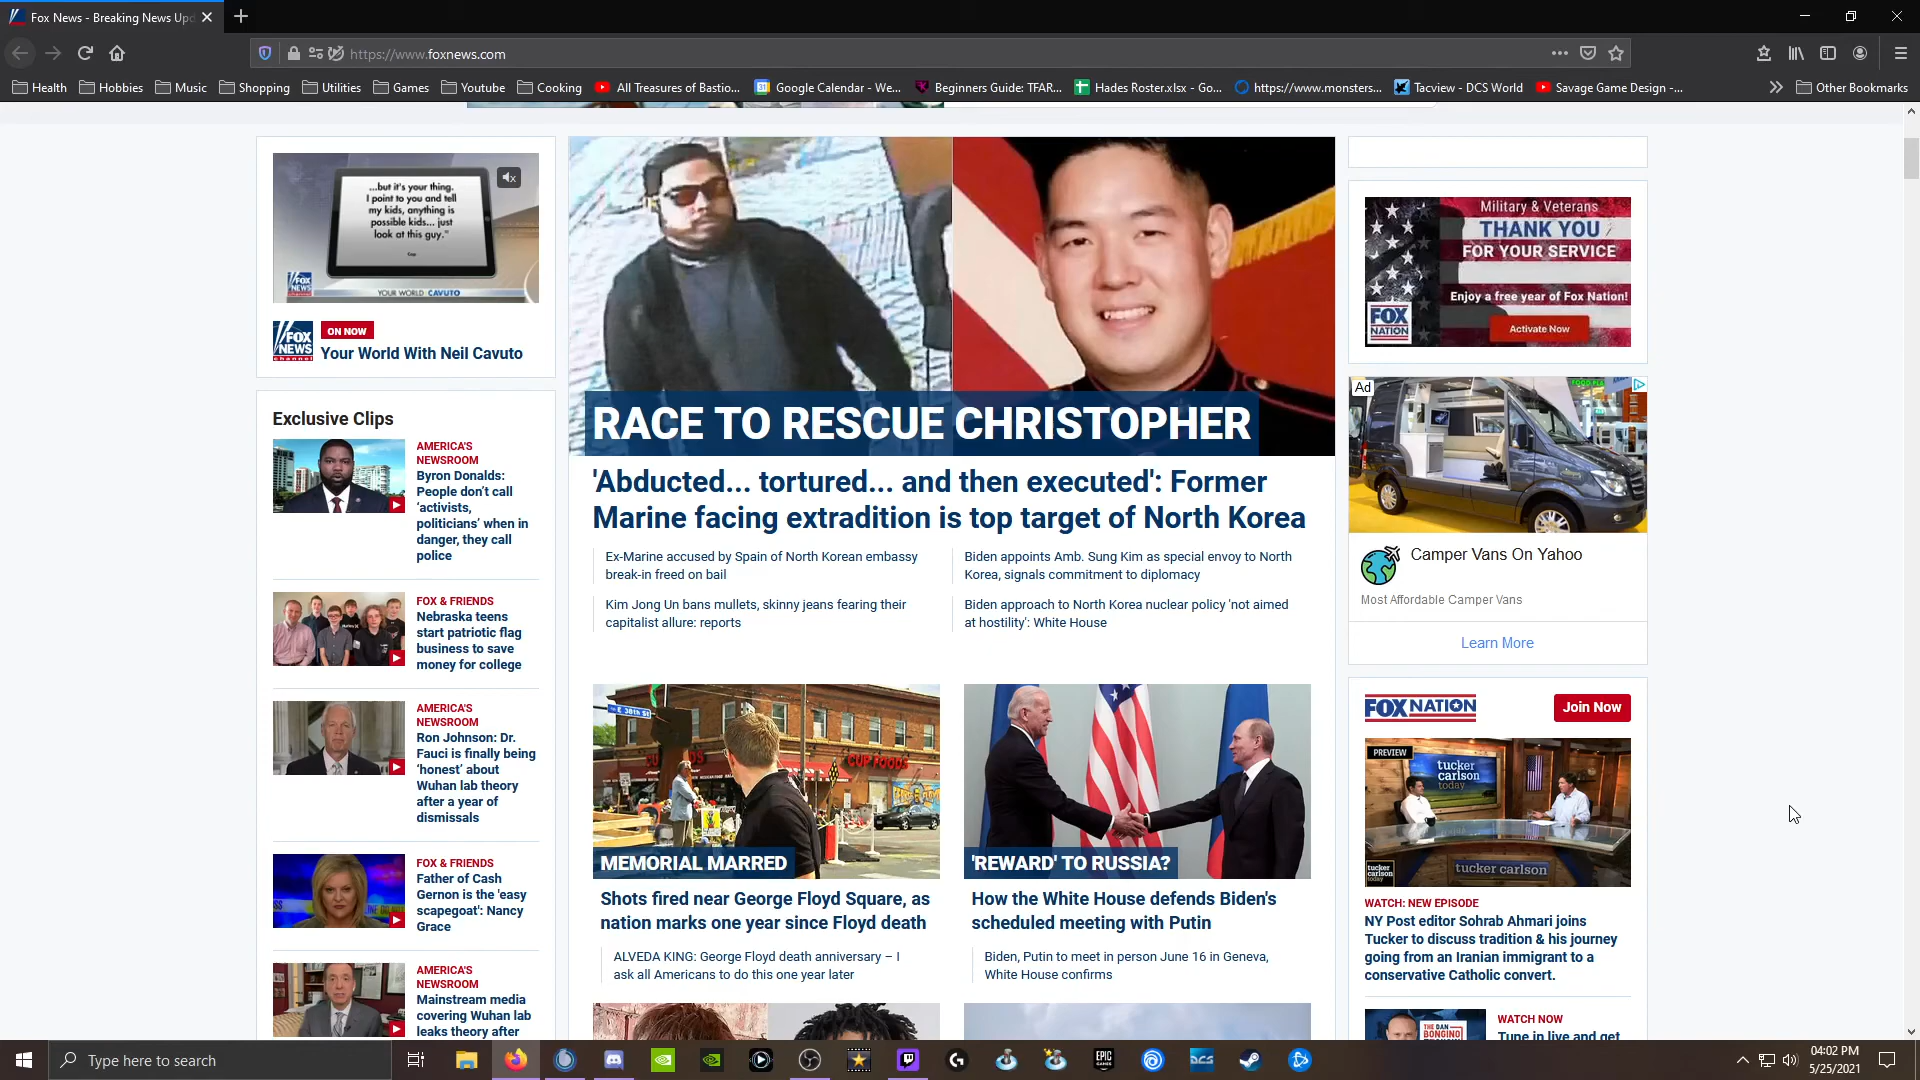 Fox News - Breaking News Upd
https://www.foxnews.com
Health
Hobbies
Music
Shopping
Utilities
Games
Youtube
Cooking
All Treasures of Bastio...
Google Calendar - We...
Beginners Guide: TFAR...
Hades Roster.xlsx - Go...
https://www.monsters...
Tacview - DCS World
Savage Game Design -...
Other Bookmarks
...but it's your thing.
I point to you and tell
my kids, anything is
possible kids... just
look at this guy."
FOX
NEWS
YOUR WORLD CAVUTO
FOX
NEWS
channel
ON NOW
Your World With Neil Cavuto
Exclusive Clips
AMERICA'S
NEWSROOM
Byron Donalds:
People don’t call
‘activists,
politicians’ when in
danger, they call
police
FOX & FRIENDS
Nebraska teens
start patriotic flag
business to save
money for college
AMERICA'S
NEWSROOM
Ron Johnson: Dr.
Fauci is finally being
‘honest’ about
Wuhan lab theory
after a year of
dismissals
FOX & FRIENDS
Father of Cash
Gernon is the 'easy
scapegoat': Nancy
Grace
AMERICA'S
NEWSROOM
Mainstream media
covering Wuhan lab
leaks theory after
RACE TO RESCUE CHRISTOPHER
'Abducted... tortured... and then executed': Former
Marine facing extradition is top target of North Korea
Ex-Marine accused by Spain of North Korean embassy
break-in freed on bail
Biden appoints Amb. Sung Kim as special envoy to North
Korea, signals commitment to diplomacy
Kim Jong Un bans mullets, skinny jeans fearing their
capitalist allure: reports
Biden approach to North Korea nuclear policy 'not aimed
at hostility': White House
E 38th St
CUP FOODS
MEMORIAL MARRED
Shots fired near George Floyd Square, as
nation marks one year since Floyd death
ALVEDA KING: George Floyd death anniversary – I
ask all Americans to do this one year later
'REWARD' TO RUSSIA?
How the White House defends Biden's
scheduled meeting with Putin
Biden, Putin to meet in person June 16 in Geneva,
White House confirms
Military & Veterans
THANK YOU
FOR YOUR SERVICE
Enjoy a free year of Fox Nation!
Activate Now
FOX
NATION
Ad
Camper Vans On Yahoo
Most Affordable Camper Vans
Learn More
FOX NATION
Join Now
PREVIEW
tucker
carlson
today
tucker
carlson
today
tucker carlson
WATCH: NEW EPISODE
NY Post editor Sohrab Ahmari joins
Tucker to discuss tradition & his journey
going from an Iranian immigrant to a
conservative Catholic convert.
THE DAN
BONGINO
WATCH NOW
Tune in live and get
Type here to search
EPIC
GAMES
DCS
04:02 PM
5/25/2021